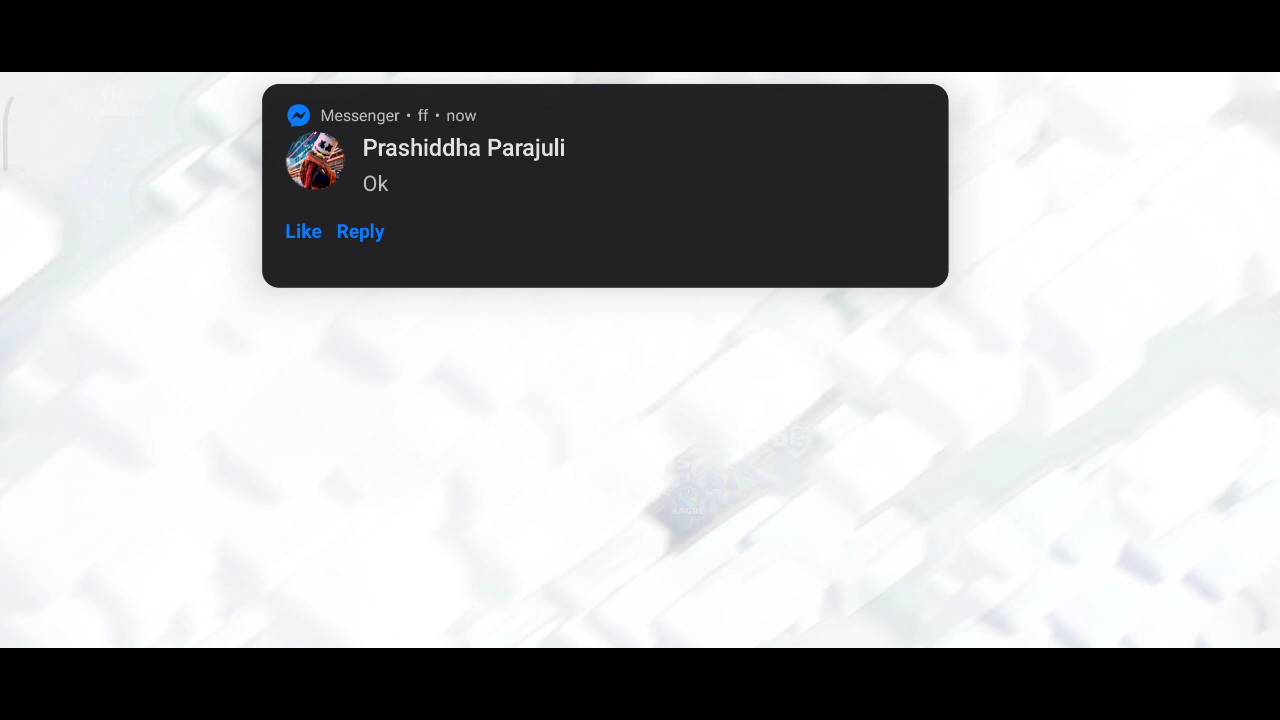 Messenger • ff • now
Prashiddha Parajuli
Ok
Like Reply